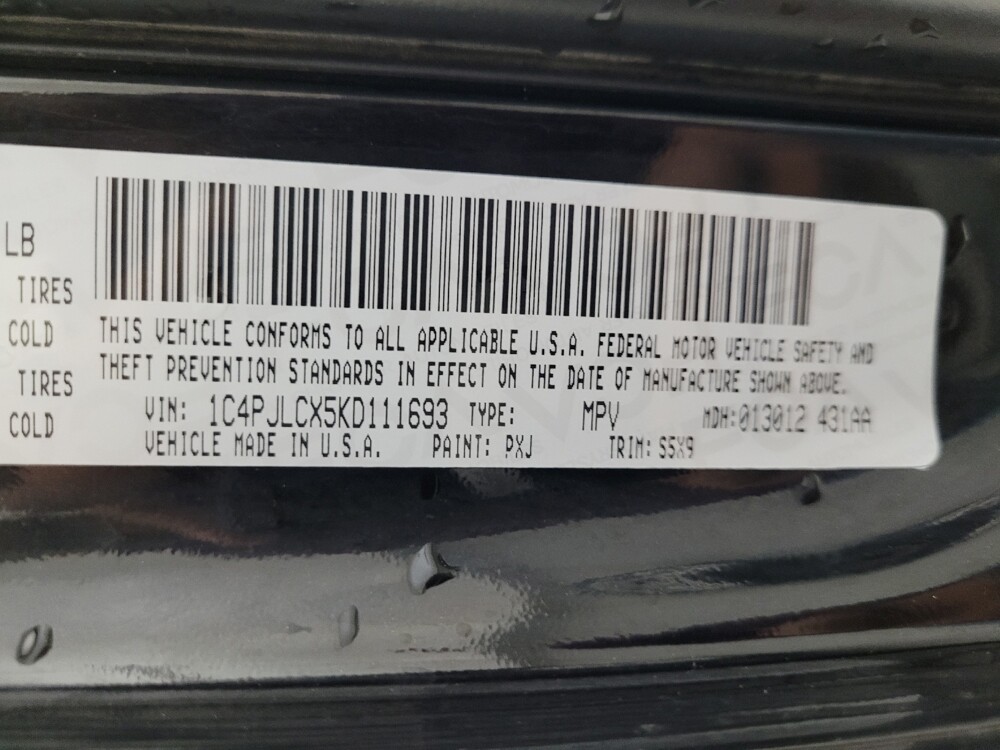 LB
TIRES
COLD
TIRES
COLD
THIS VEHICLE CONFORMS TO ALL APPLICABLE U.S.A. FEDERAL MOTOR VEHICLE SAFETY AND
THEFT PREVENTION STANDARDS IN EFFECT ON THE DATE OF MANUFACTURE SHOWN ABOVE.
VIN: 1C4PJLCX5KD111693 TYPE: MPV MDH:013012 431AA
VEHICLE MADE IN U.S.A. PAINT: PXJ TRIM: S5X9